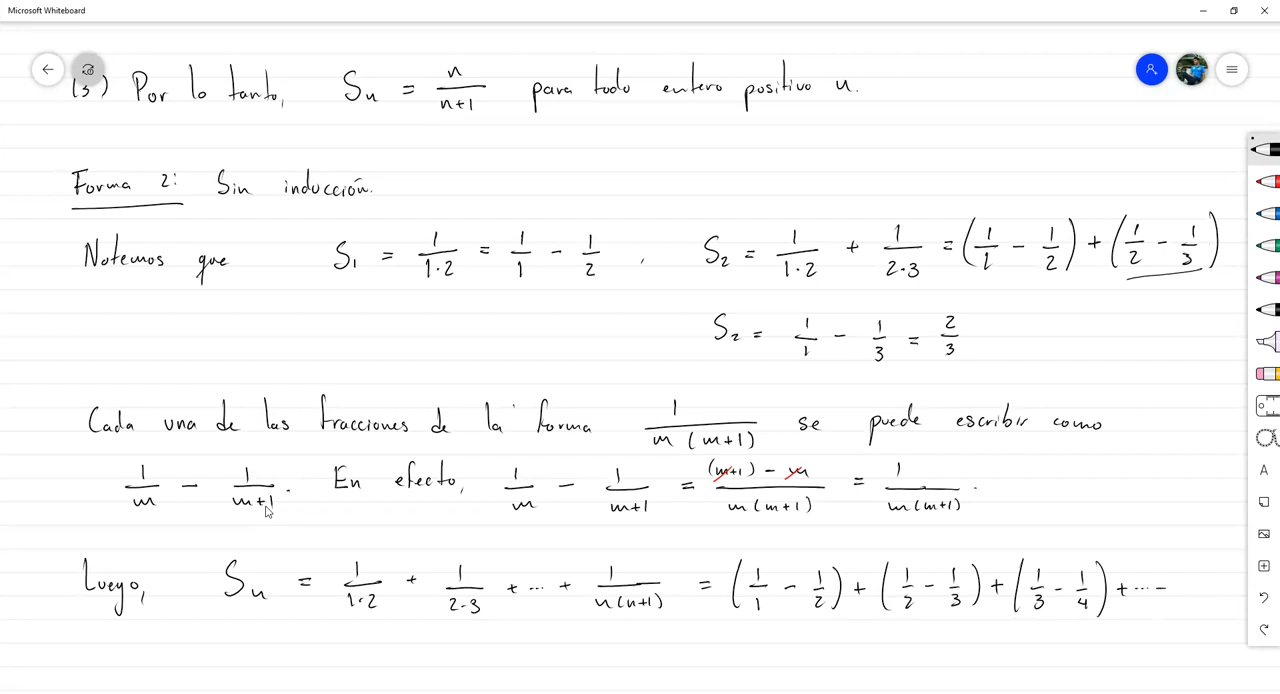 Microsoft Whiteboard
(3) Por lo tanto, Sn = n/(n+1) para todo entero positivo n.
Forma 2: Sin inducción.
Notemos que S₁ = 1/(1·2) = 1/1 − 1/2 , S₂ = 1/(1·2) + 1/(2·3) = (1/1 − 1/2) + (1/2 − 1/3)
S₂ = 1/1 − 1/3 = 2/3
Cada una de las fracciones de la forma 1/(m(m+1)) se puede escribir como
1/m − 1/(m+1). En efecto, 1/m − 1/(m+1) = ((m+1) − m)/(m(m+1)) = 1/(m(m+1)).
Luego, Sn = 1/(1·2) + 1/(2·3) + ... + 1/(n(n+1)) = (1/1 − 1/2) + (1/2 − 1/3) + (1/3 − 1/4) + ...
A